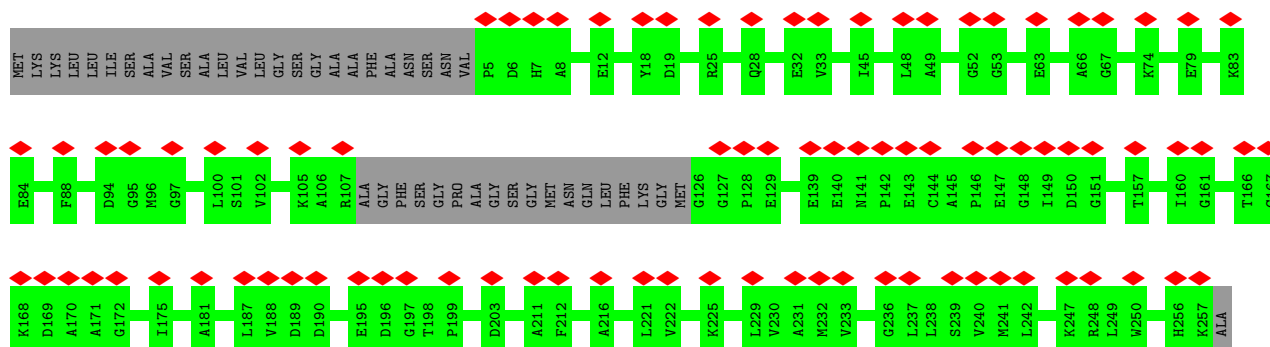 MET LYS LYS LEU LEU ILE SER ALA VAL SER ALA LEU VAL LEU GLY SER GLY ALA ALA PHE ALA ASN SER ASN VAL P5 D6 H7 A8 E12 Y18 D19 R25 Q28 E32 V33 I45 L48 A49 G52 G53 E63 A66 G67 K74 E79 K83
E84 F88 D94 G95 M96 G97 L100 S101 V102 K105 A106 R107 ALA GLY PHE SER GLY PRO ALA GLY SER GLY MET ASN GLN LEU PHE LYS GLY MET G126 G127 P128 E129 E139 E140 N141 P142 E143 C144 A145 P146 E147 G148 I149 D150 G151 T157 I160 G161 T166 G167
K168 D169 A170 A171 G172 I175 A181 L187 V188 D189 D190 E195 D196 G197 T198 P199 D203 A211 F212 A216 L221 V222 K225 L229 V230 A231 M232 V233 G236 L237 L238 S239 V240 M241 L242 K247 R248 L249 W250 H256 K257 ALA